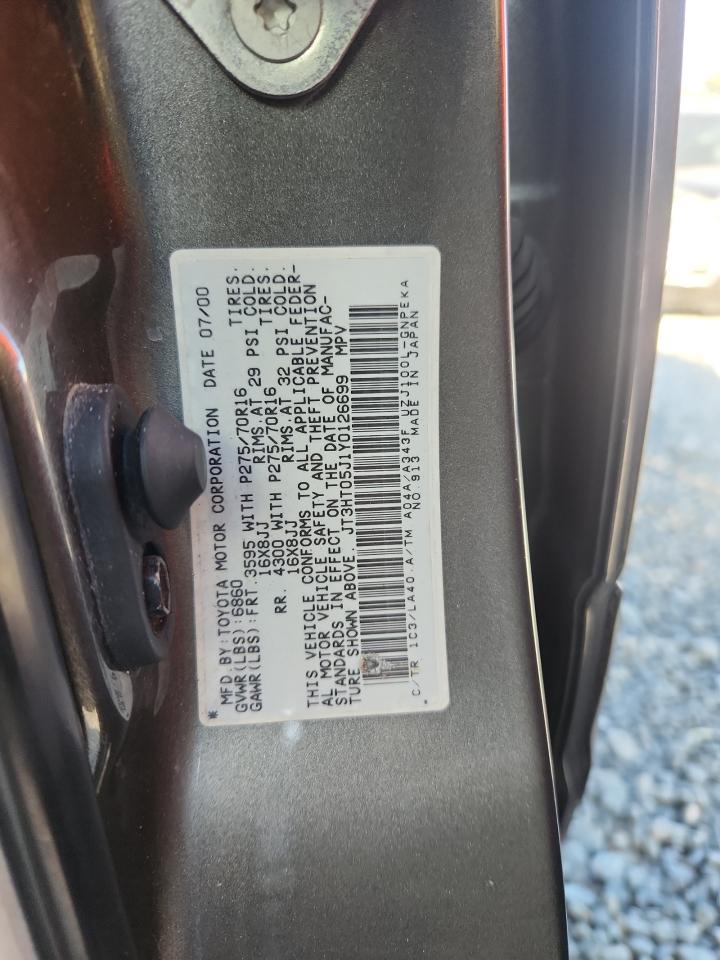 * MFD.BY:TOYOTA MOTOR CORPORATION DATE 07/00
GVWR(LBS):6860
GAWR(LBS):FRT.3595 WITH P275/70R16 TIRES.
16X8JJ RIMS.AT 29 PSI COLD.
RR. 4300 WITH P275/70R16 TIRES.
16X8JJ RIMS.AT 32 PSI COLD.
THIS VEHICLE CONFORMS TO ALL APPLICABLE FEDER-
AL MOTOR VEHICLE SAFETY AND THEFT PREVENTION
STANDARDS IN EFFECT ON THE DATE OF MANUFAC-
TURE SHOWN ABOVE. JT3HT05J1Y0126699 MPV
C/TR 1C3/LA40.A/TM A04A/A343F UZJ100L-GNPEKA
NO.913 MADE IN JAPAN